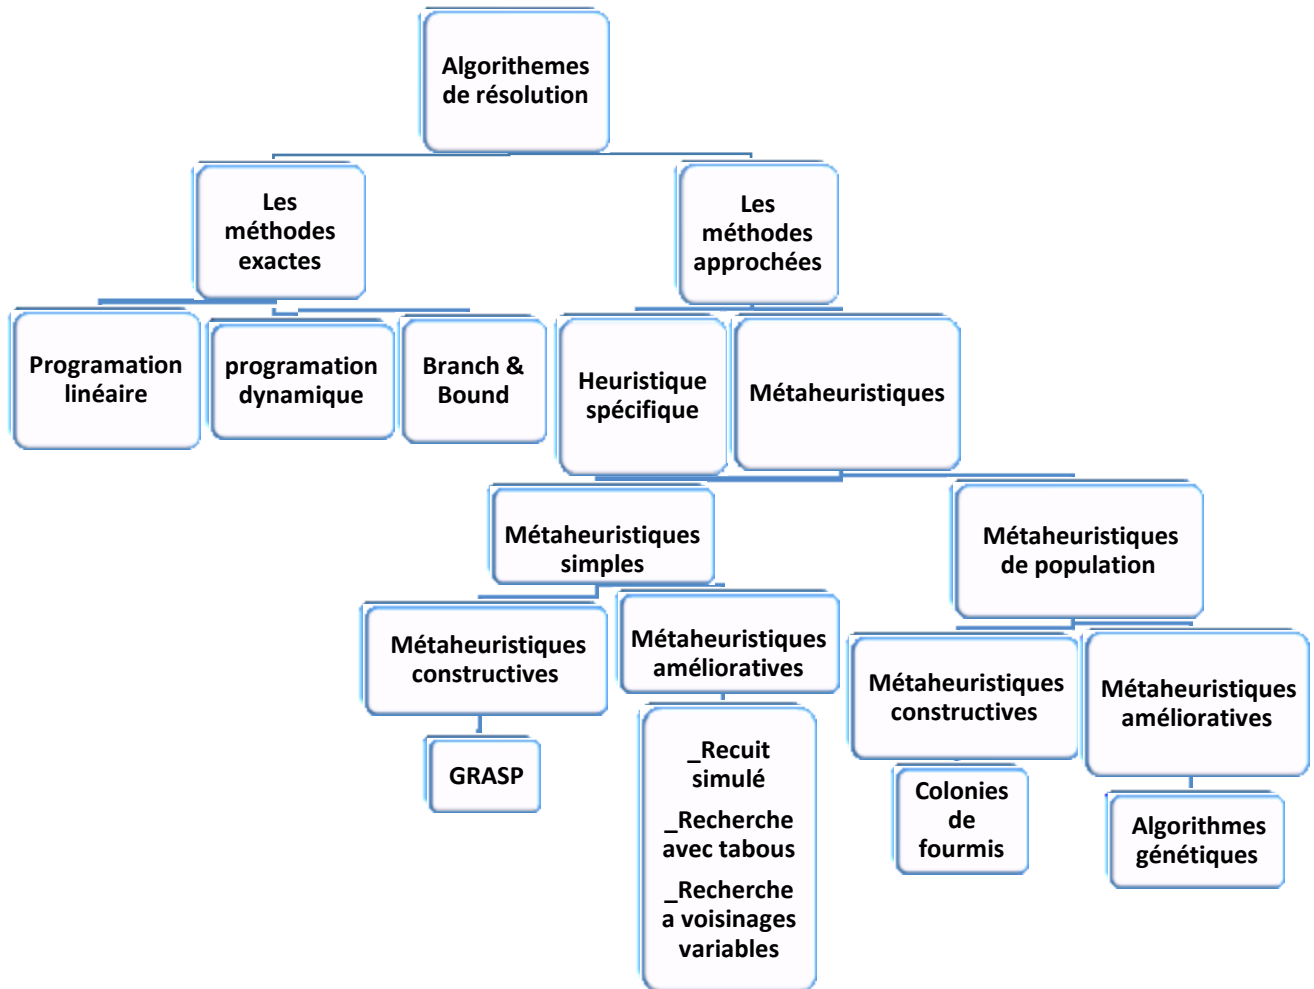 Algorithemes
de résolution
Les
méthodes
exactes
Les
méthodes
approchées
Programation
linéaire
programation
dynamique
Branch &
Bound
Heuristique
spécifique
Métaheuristiques
Métaheuristiques
simples
Métaheuristiques
de population
Métaheuristiques
constructives
Métaheuristiques
amélioratives
Métaheuristiques
constructives
Métaheuristiques
amélioratives
GRASP
_Recuit
simulé
_Recherche
avec tabous
_Recherche
a voisinages
variables
Colonies
de
fourmis
Algorithmes
génétiques